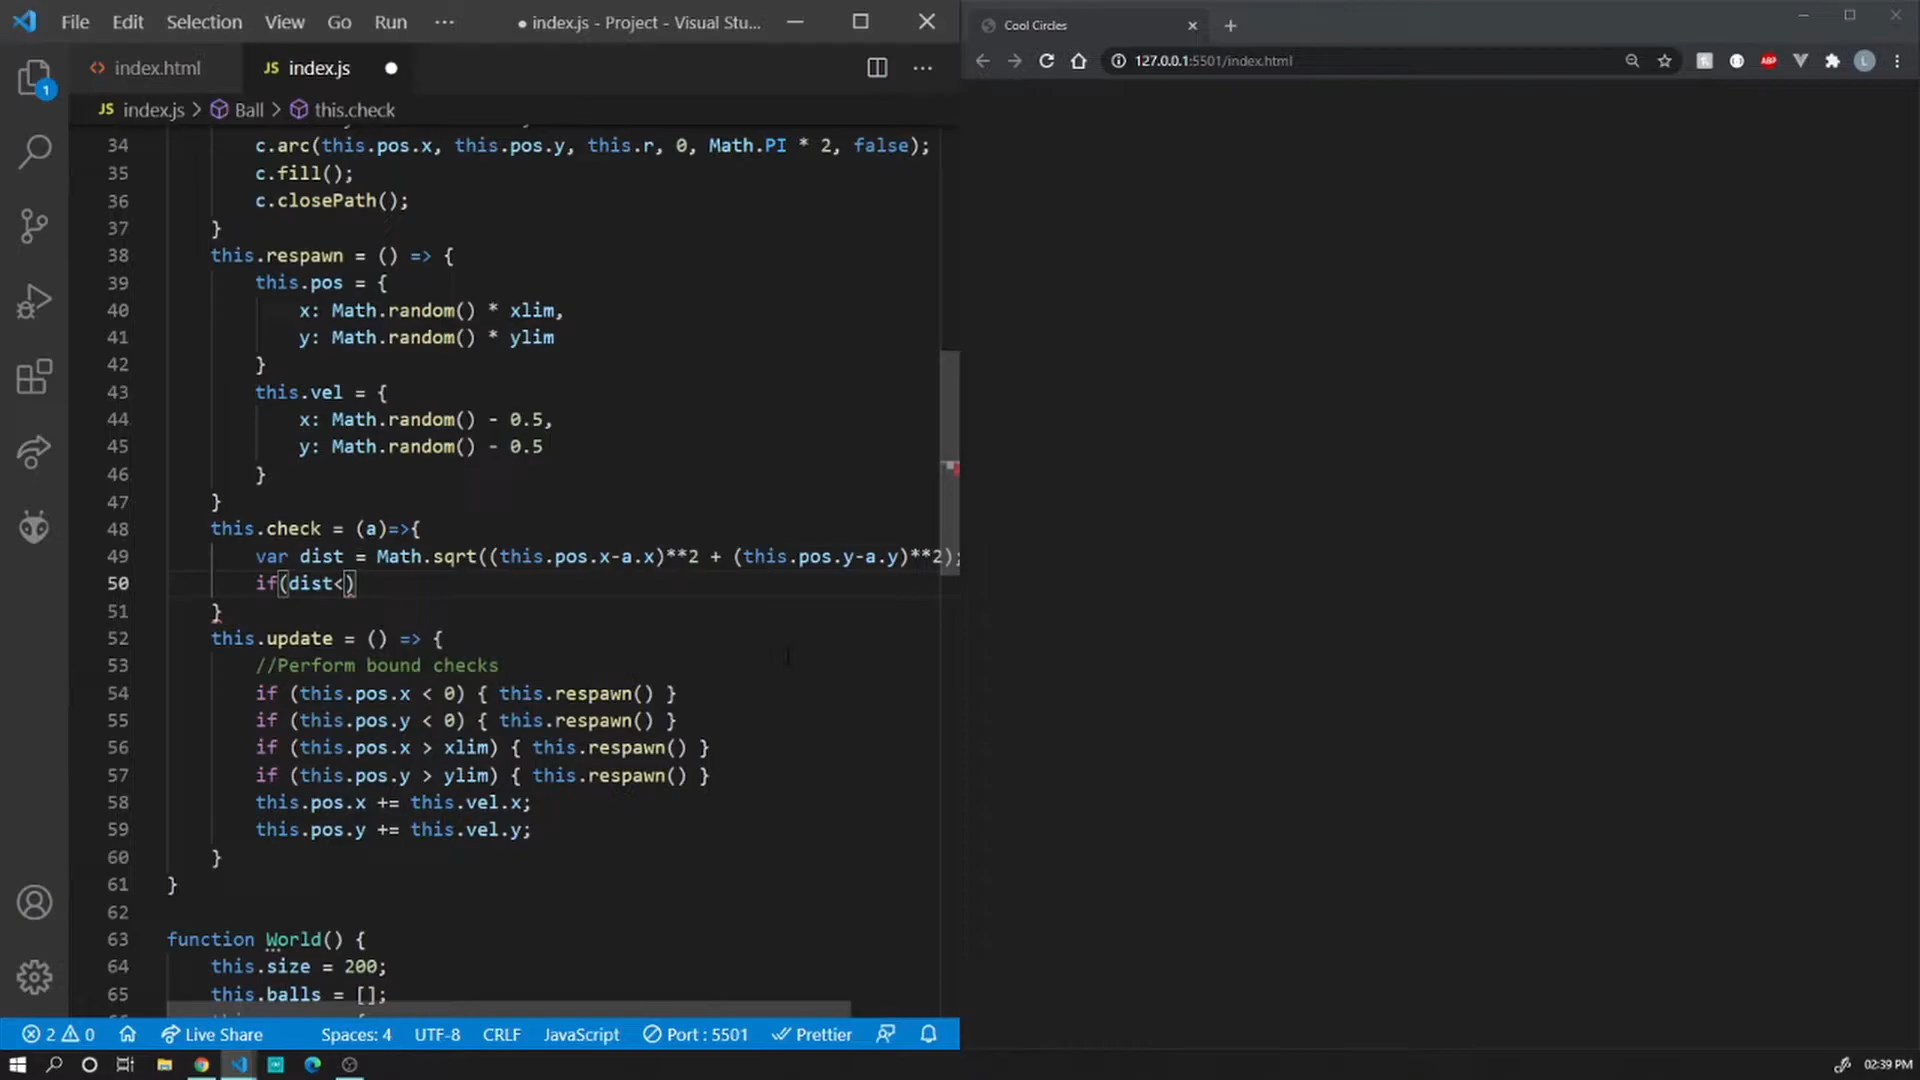 File Edit Selection View Go Run ··· ● index.js - Project - Visual Stu...
<> index.html JS index.js ●
JS index.js > Ball > this.check
34 c.arc(this.pos.x, this.pos.y, this.r, 0, Math.PI * 2, false);
35 c.fill();
36 c.closePath();
37 }
38 this.respawn = () => {
39 this.pos = {
40 x: Math.random() * xlim,
41 y: Math.random() * ylim
42 }
43 this.vel = {
44 x: Math.random() - 0.5,
45 y: Math.random() - 0.5
46 }
47 }
48 this.check = (a)=>{
49 var dist = Math.sqrt((this.pos.x-a.x)**2 + (this.pos.y-a.y)**2);
50 if(dist<)
51 }
52 this.update = () => {
53 //Perform bound checks
54 if (this.pos.x < 0) { this.respawn() }
55 if (this.pos.y < 0) { this.respawn() }
56 if (this.pos.x > xlim) { this.respawn() }
57 if (this.pos.y > ylim) { this.respawn() }
58 this.pos.x += this.vel.x;
59 this.pos.y += this.vel.y;
60 }
61 }
62
63 function World() {
64 this.size = 200;
65 this.balls = [];
1
2 0 Live Share Spaces: 4 UTF-8 CRLF JavaScript Port : 5501 Prettier
Cool Circles
127.0.0.1:5501/index.html ABP L
02:39 PM